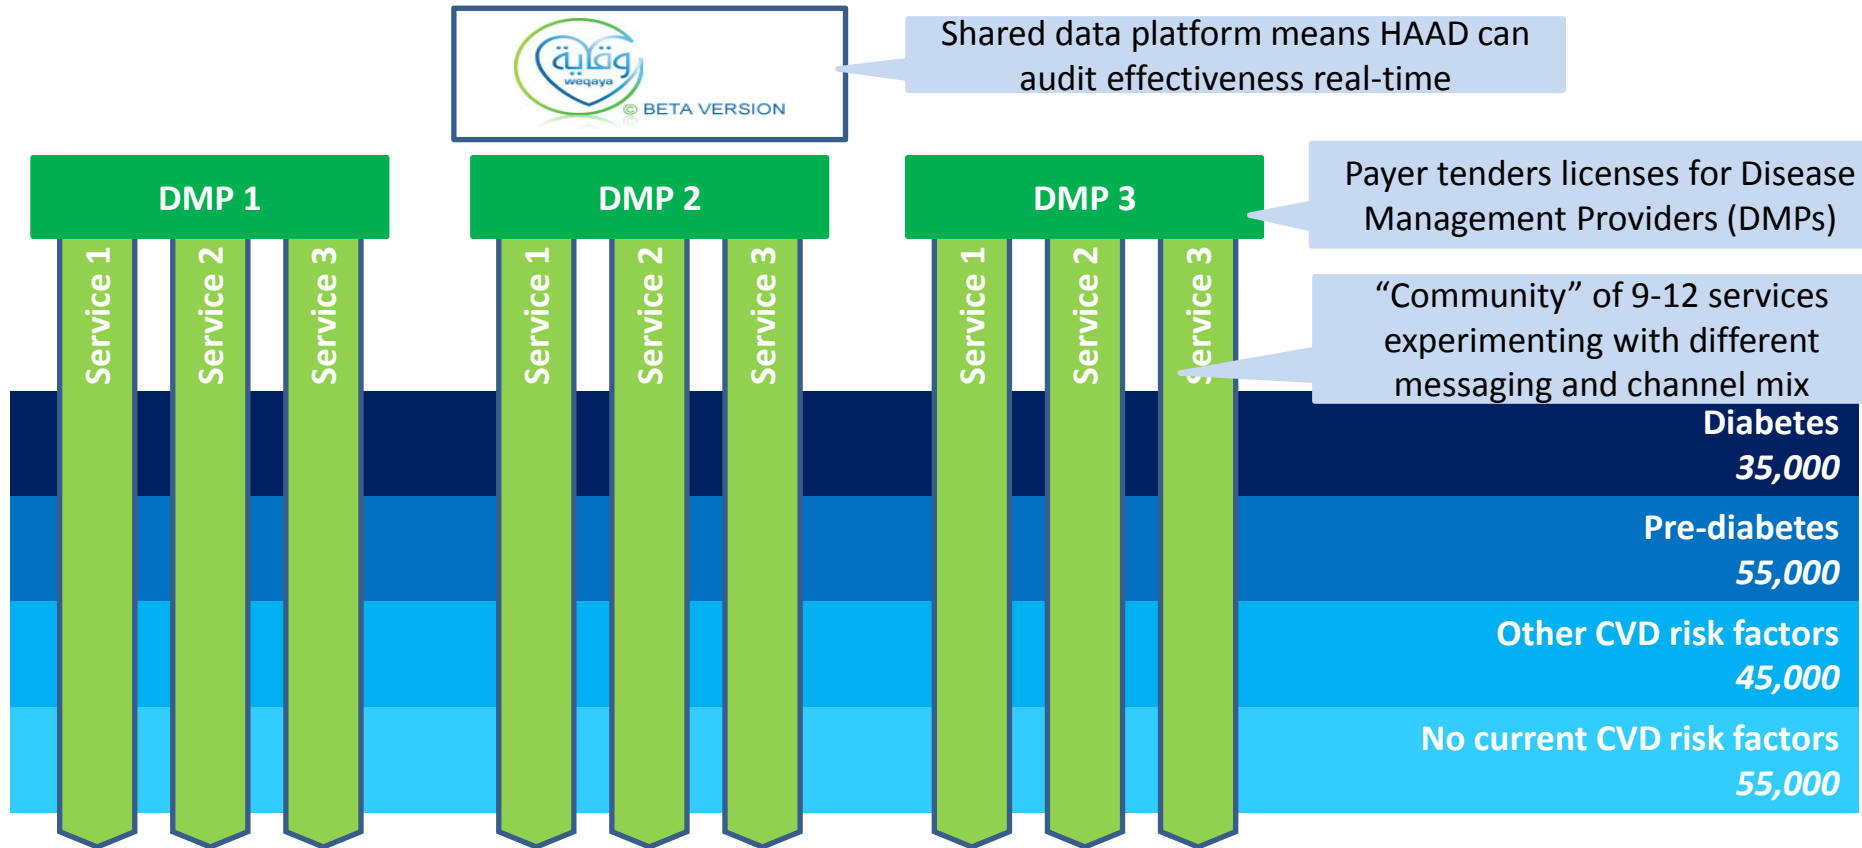 وقاية
weqaya
© BETA VERSION
Shared data platform means HAAD can
audit effectiveness real-time
DMP 1
DMP 2
DMP 3
Payer tenders licenses for Disease
Management Providers (DMPs)
Service 1
Service 2
Service 3
Service 1
Service 2
Service 3
Service 1
Service 2
Service 3
“Community” of 9-12 services
experimenting with different
messaging and channel mix
Diabetes
35,000
Pre-diabetes
55,000
Other CVD risk factors
45,000
No current CVD risk factors
55,000